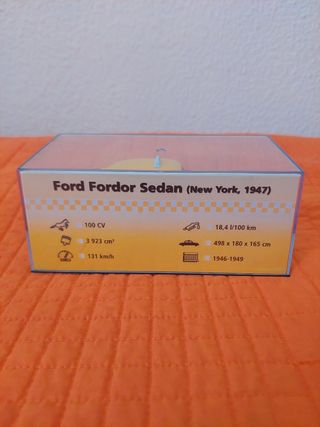 Ford Fordor Sedan (New York, 1947)
100 CV
18,4 l/100 km
3 923 cm³
498 x 180 x 165 cm
131 km/h
1946-1949